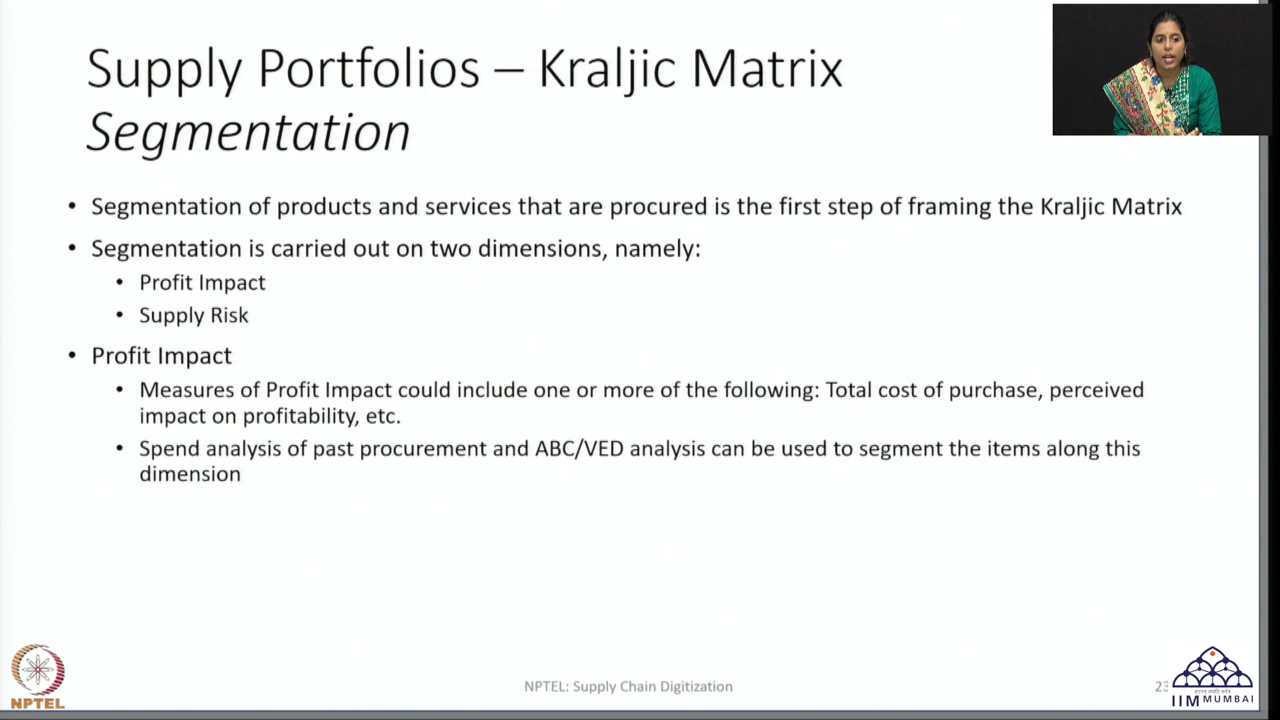 Supply Portfolios – Kraljic Matrix
Segmentation
• Segmentation of products and services that are procured is the first step of framing the Kraljic Matrix
• Segmentation is carried out on two dimensions, namely:
• Profit Impact
• Supply Risk
• Profit Impact
• Measures of Profit Impact could include one or more of the following: Total cost of purchase, perceived
impact on profitability, etc.
• Spend analysis of past procurement and ABC/VED analysis can be used to segment the items along this
dimension
NPTEL
NPTEL: Supply Chain Digitization
IIM MUMBAI